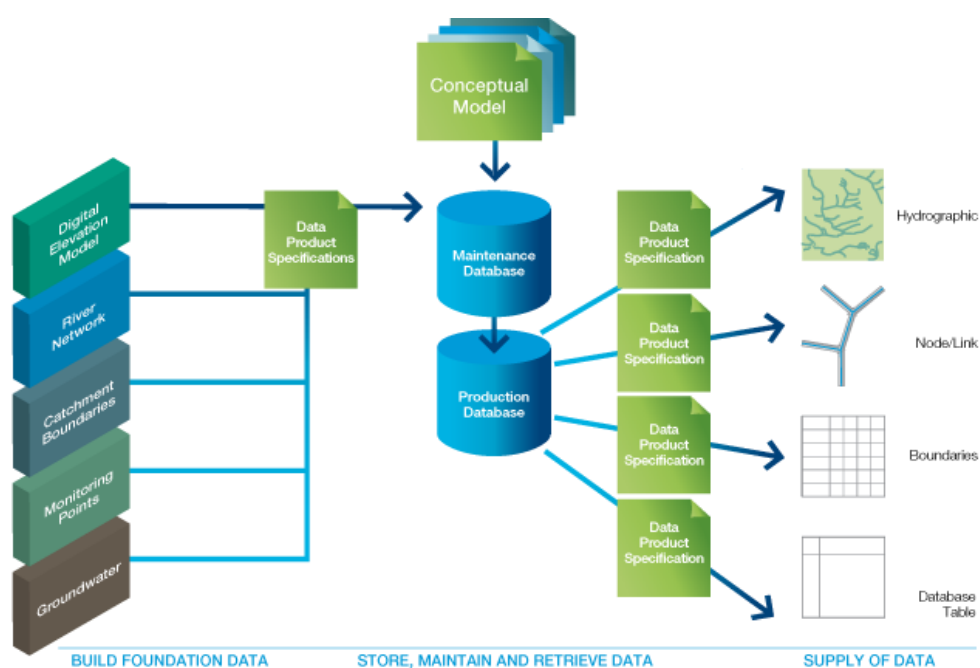 Conceptual
Model
Digital
Elevation
Model
River
Network
Catchment
Boundaries
Monitoring
Points
Groundwater
Data
Product
Specifications
Maintenance
Database
Production
Database
Data
Product
Specification
Data
Product
Specification
Data
Product
Specification
Data
Product
Specification
Hydrographic
Node/Link
Boundaries
Database
Table
BUILD FOUNDATION DATA
STORE, MAINTAIN AND RETRIEVE DATA
SUPPLY OF DATA